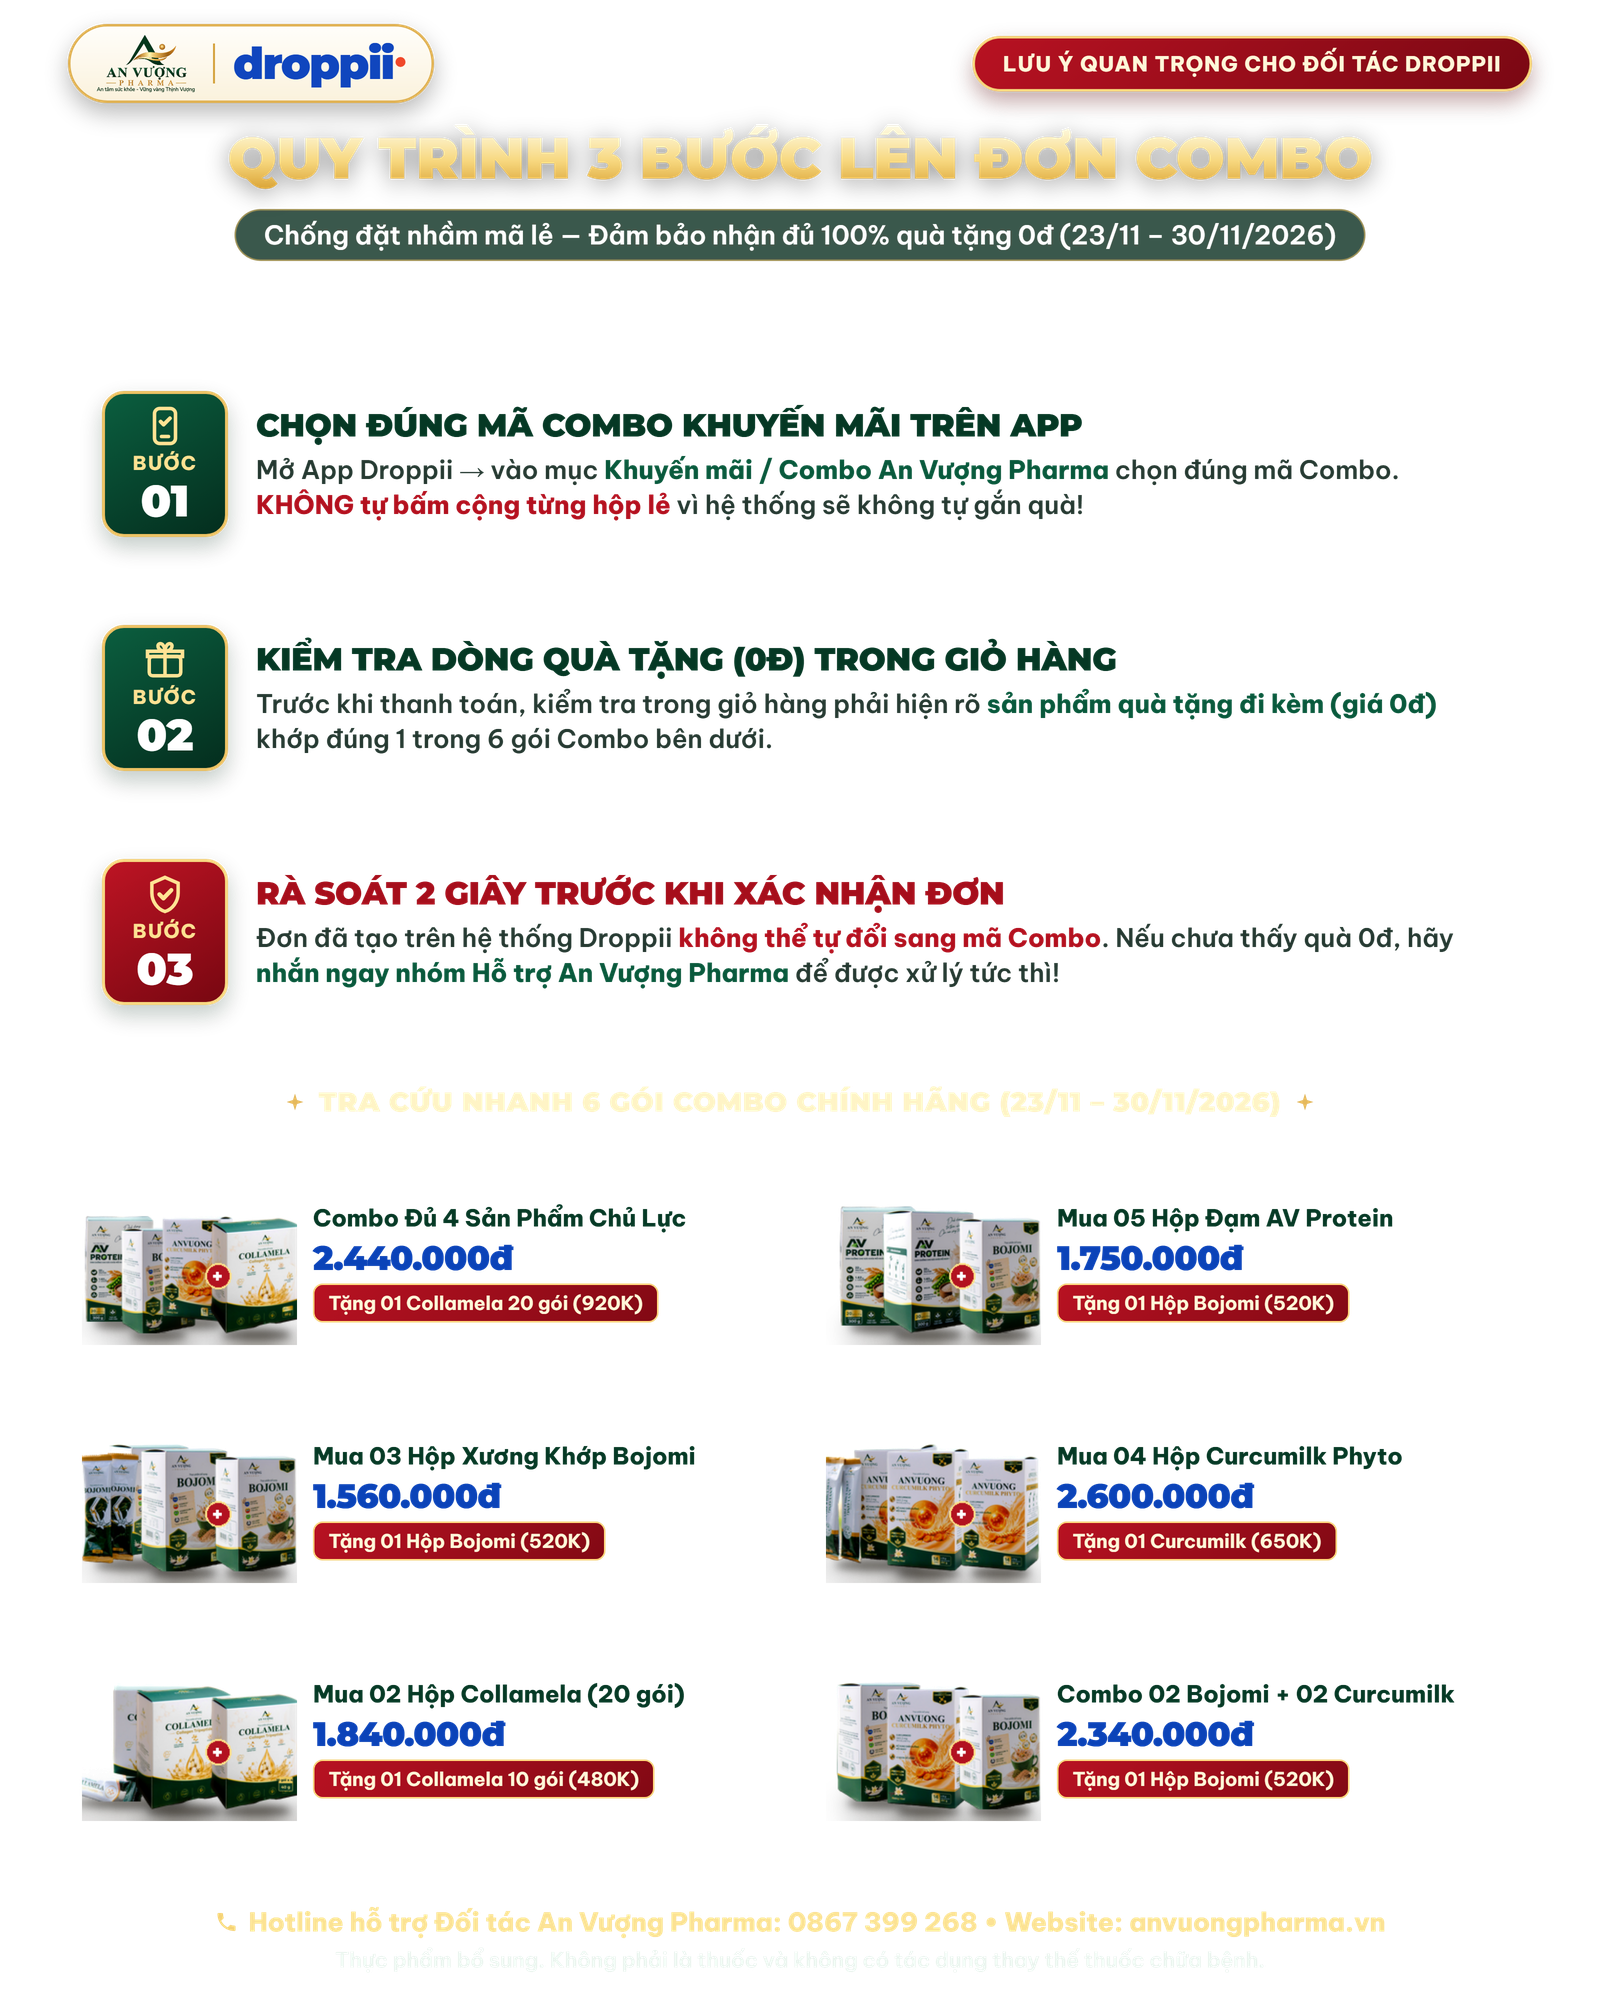 AN VƯỢNG
PHARMA
An tâm sức khỏe - Vững vàng Thịnh Vượng
droppii
LƯU Ý QUAN TRỌNG CHO ĐỐI TÁC DROPPII
QUY TRÌNH 3 BƯỚC LÊN ĐƠN COMBO
Chống đặt nhầm mã lẻ — Đảm bảo nhận đủ 100% quà tặng 0đ (23/11 – 30/11/2026)
BƯỚC
01
CHỌN ĐÚNG MÃ COMBO KHUYẾN MÃI TRÊN APP
Mở App Droppii → vào mục Khuyến mãi / Combo An Vượng Pharma chọn đúng mã Combo.
KHÔNG tự bấm cộng từng hộp lẻ vì hệ thống sẽ không tự gắn quà!
BƯỚC
02
KIỂM TRA DÒNG QUÀ TẶNG (0Đ) TRONG GIỎ HÀNG
Trước khi thanh toán, kiểm tra trong giỏ hàng phải hiện rõ sản phẩm quà tặng đi kèm (giá 0đ)
khớp đúng 1 trong 6 gói Combo bên dưới.
BƯỚC
03
RÀ SOÁT 2 GIÂY TRƯỚC KHI XÁC NHẬN ĐƠN
Đơn đã tạo trên hệ thống Droppii không thể tự đổi sang mã Combo. Nếu chưa thấy quà 0đ, hãy
nhắn ngay nhóm Hỗ trợ An Vượng Pharma để được xử lý tức thì!
TRA CỨU NHANH 6 GÓI COMBO CHÍNH HÃNG (23/11 – 30/11/2026)
Combo Đủ 4 Sản Phẩm Chủ Lực
2.440.000đ
Tặng 01 Collamela 20 gói (920K)
Mua 05 Hộp Đạm AV Protein
1.750.000đ
Tặng 01 Hộp Bojomi (520K)
Mua 03 Hộp Xương Khớp Bojomi
1.560.000đ
Tặng 01 Hộp Bojomi (520K)
Mua 04 Hộp Curcumilk Phyto
2.600.000đ
Tặng 01 Curcumilk (650K)
Mua 02 Hộp Collamela (20 gói)
1.840.000đ
Tặng 01 Collamela 10 gói (480K)
Combo 02 Bojomi + 02 Curcumilk
2.340.000đ
Tặng 01 Hộp Bojomi (520K)
Hotline hỗ trợ Đối tác An Vượng Pharma: 0867 399 268 • Website: anvuongpharma.vn
Thực phẩm bổ sung. Không phải là thuốc và không có tác dụng thay thế thuốc chữa bệnh.